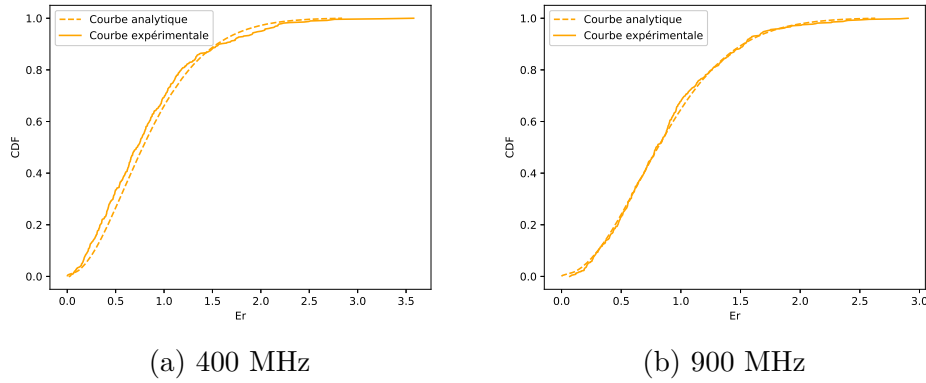 Courbe analytique
Courbe expérimentale
CDF
1.0
0.8
0.6
0.4
0.2
0.0
0.0 0.5 1.0 1.5 2.0 2.5 3.0 3.5
Er
(a) 400 MHz
Courbe analytique
Courbe expérimentale
CDF
1.0
0.8
0.6
0.4
0.2
0.0
0.0 0.5 1.0 1.5 2.0 2.5 3.0
Er
(b) 900 MHz